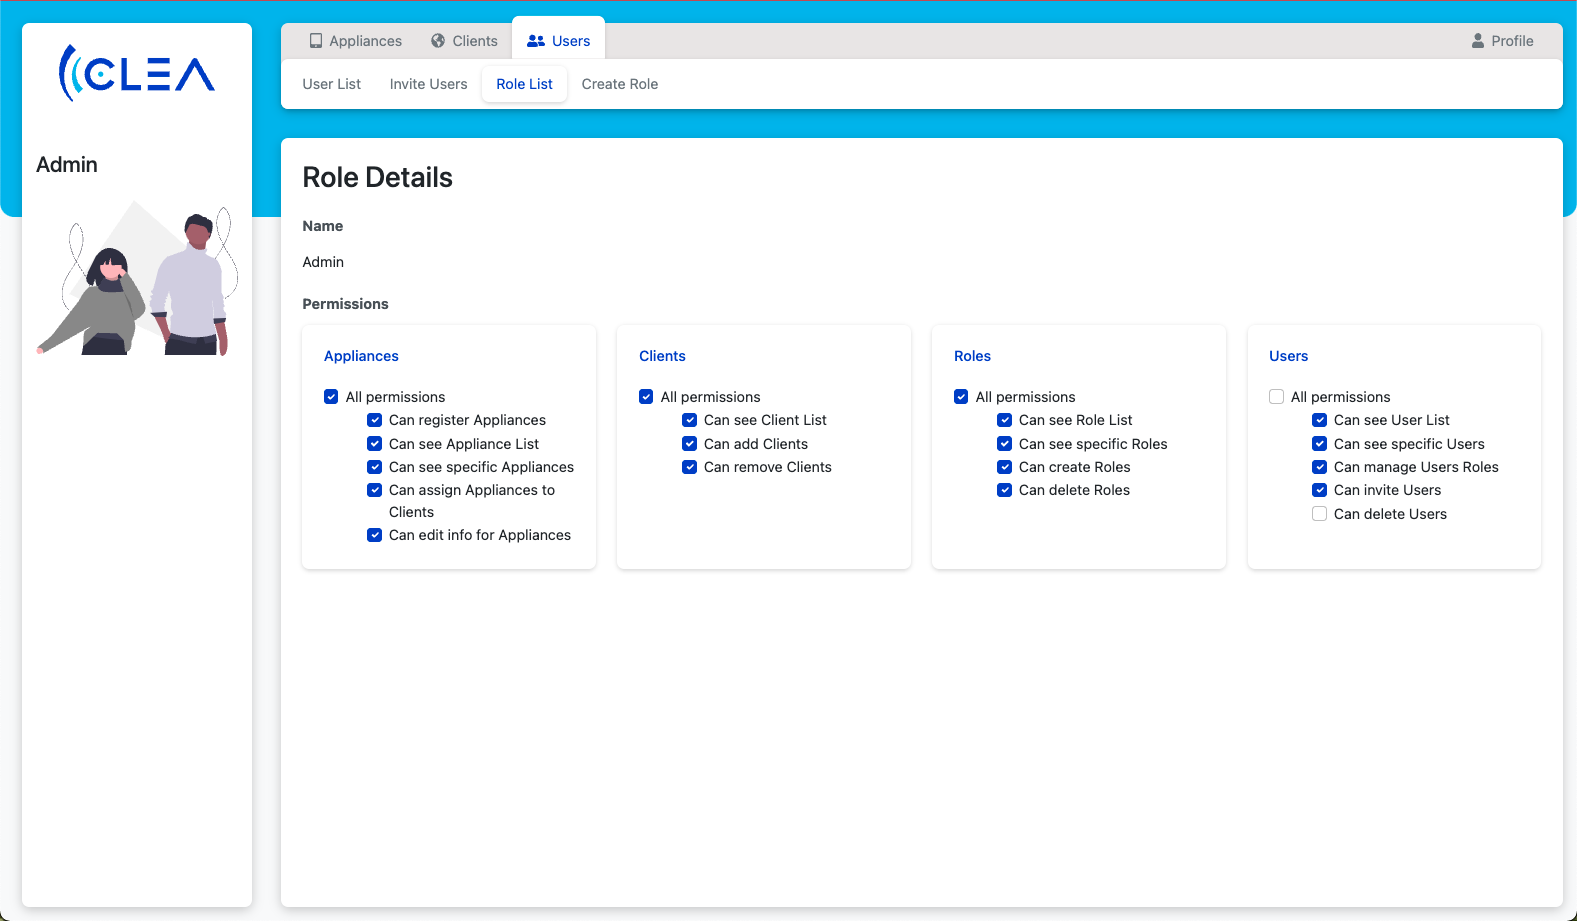 CLEA
Appliances
Clients
Users
Profile
User List
Invite Users
Role List
Create Role
Admin
Role Details
Name
Admin
Permissions
Appliances
All permissions
Can register Appliances
Can see Appliance List
Can see specific Appliances
Can assign Appliances to
Clients
Can edit info for Appliances
Clients
All permissions
Can see Client List
Can add Clients
Can remove Clients
Roles
All permissions
Can see Role List
Can see specific Roles
Can create Roles
Can delete Roles
Users
All permissions
Can see User List
Can see specific Users
Can manage Users Roles
Can invite Users
Can delete Users